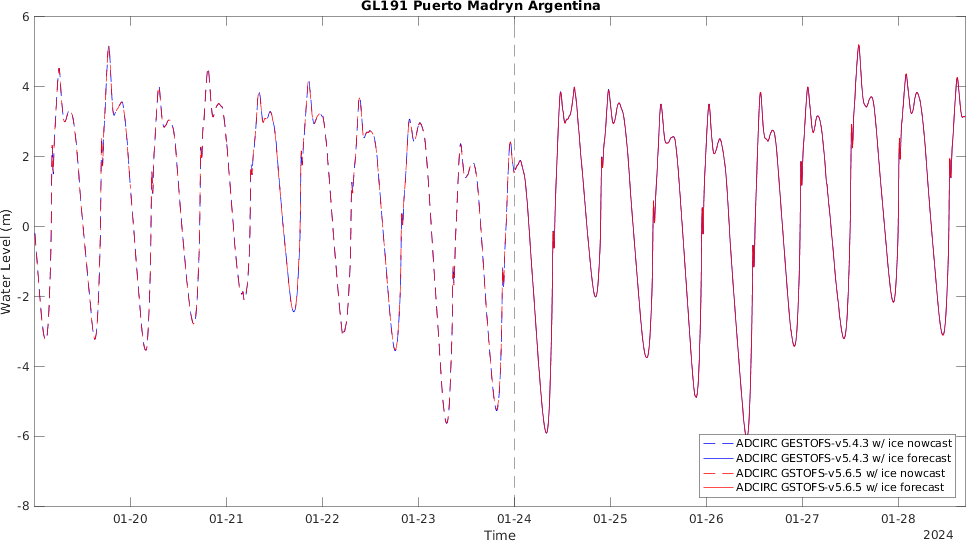 GL191 Puerto Madryn Argentina
6
4
2
0
-2
-4
-6
-8
Water Level (m)
01-20 01-21 01-22 01-23 01-24 01-25 01-26 01-27 01-28
Time
2024
ADCIRC GESTOFS-v5.4.3 w/ ice nowcast
ADCIRC GESTOFS-v5.4.3 w/ ice forecast
ADCIRC GSTOFS-v5.6.5 w/ ice nowcast
ADCIRC GSTOFS-v5.6.5 w/ ice forecast